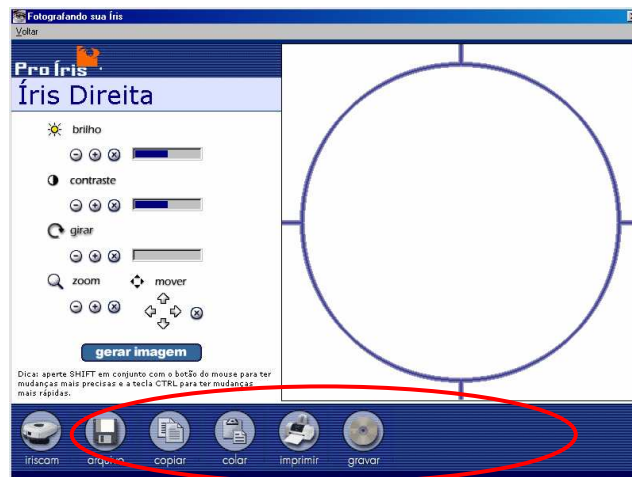 Fotografando sua Íris
Voltar
Pro Íris
Íris Direita
brilho
contraste
girar
zoom mover
gerar imagem
Dica: aperte SHIFT em conjunto com o botão do mouse para ter
mudanças mais precisas e a tecla CTRL para ter mudanças
mais rápidas.
iriscam arquivo copiar colar imprimir gravar